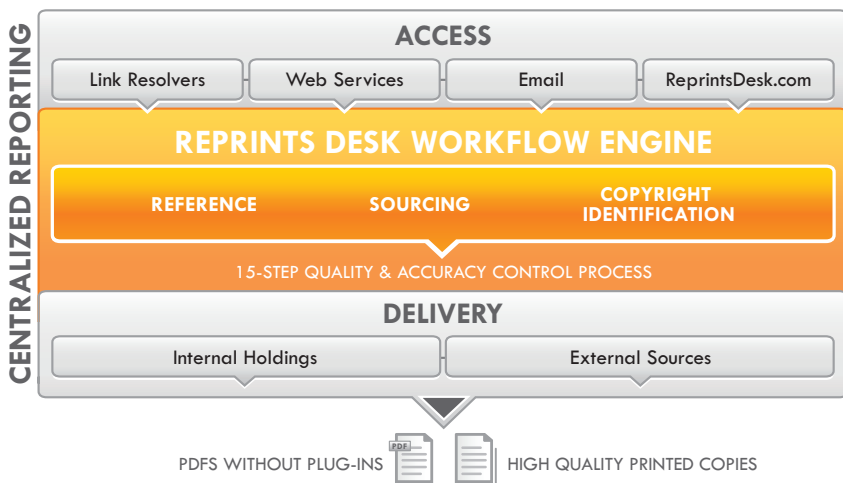 CENTRALIZED REPORTING
ACCESS
Link Resolvers
Web Services
Email
ReprintsDesk.com
REPRINTS DESK WORKFLOW ENGINE
REFERENCE
SOURCING
COPYRIGHT
IDENTIFICATION
15-STEP QUALITY & ACCURACY CONTROL PROCESS
DELIVERY
Internal Holdings
External Sources
PDFS WITHOUT PLUG-INS
PDF
HIGH QUALITY PRINTED COPIES